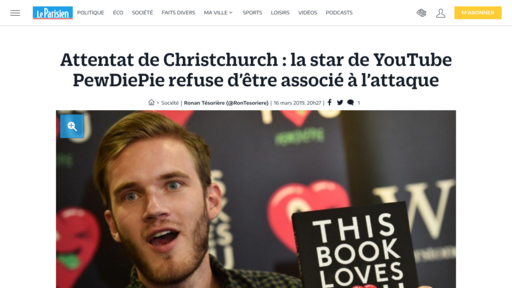 Le Parisien
POLITIQUE ÉCO SOCIÉTÉ FAITS DIVERS MA VILLE SPORTS LOISIRS VIDÉOS PODCASTS
M'ABONNER
Attentat de Christchurch : la star de YouTube
PewDiePie refuse d'être associé à l'attaque
> Société | Ronan Tésorière (@RonTesoriere) | 16 mars 2019, 20h27 | 1
THIS
BOOK
LOVES